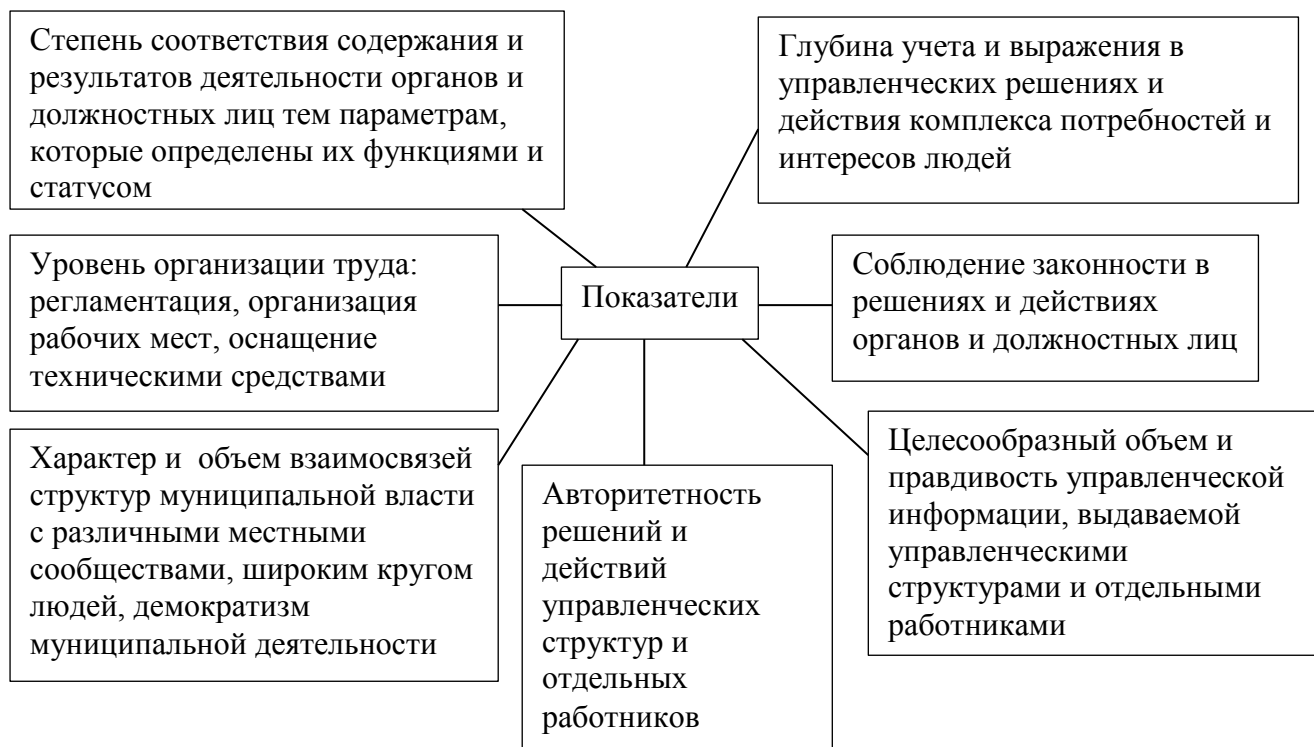 Степень соответствия содержания и
результатов деятельности органов и
должностных лиц тем параметрам,
которые определены их функциями и
статусом
Глубина учета и выражения в
управленческих решениях и
действия комплекса потребностей и
интересов людей
Уровень организации труда:
регламентация, организация
рабочих мест, оснащение
техническими средствами
Показатели
Соблюдение законности в
решениях и действиях
органов и должностных лиц
Характер и объем взаимосвязей
структур муниципальной власти
с различными местными
сообществами, широким кругом
людей, демократизм
муниципальной деятельности
Авторитетность
решений и
действий
управленческих
структур и
отдельных
работников
Целесообразный объем и
правдивость управленческой
информации, выдаваемой
управленческими
структурами и отдельными
работниками